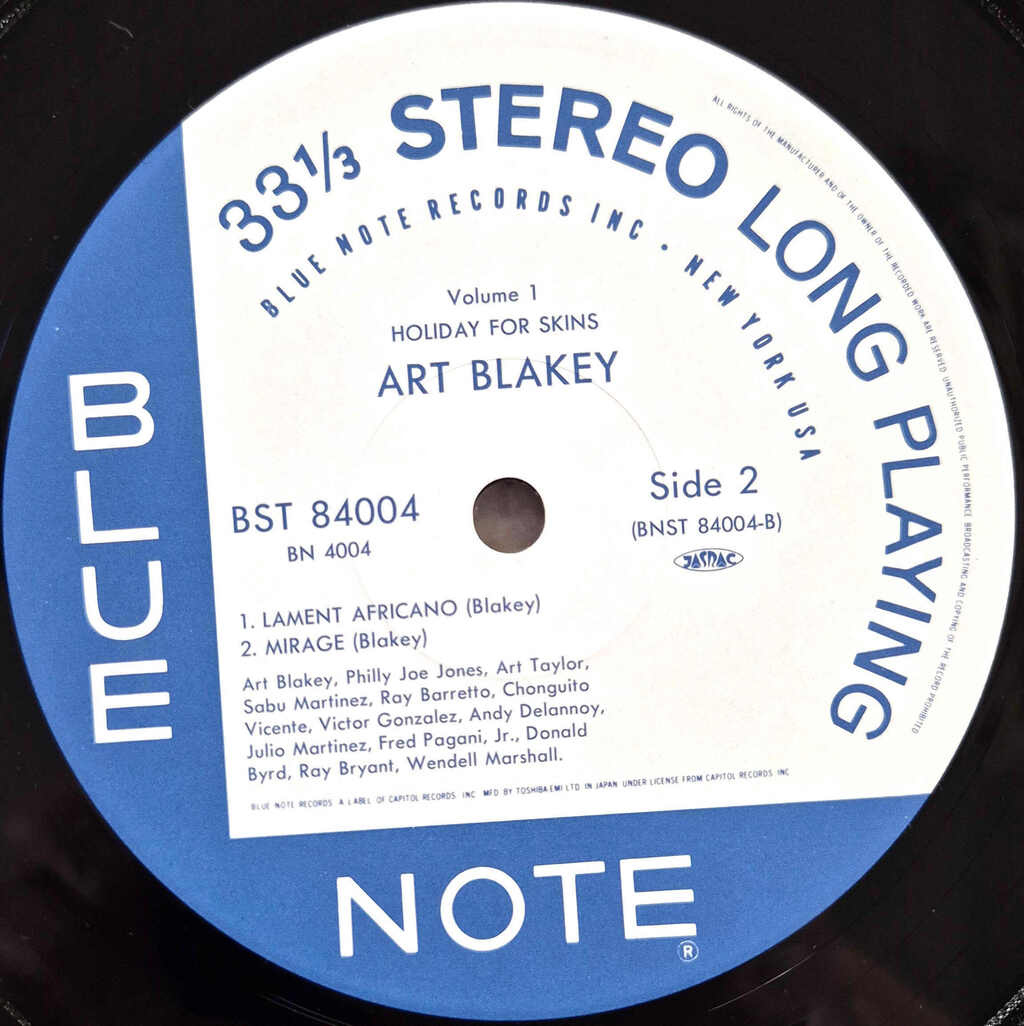 33 1/3 STEREO LONG PLAYING
BLUE NOTE RECORDS INC • NEW YORK USA
ALL RIGHTS OF THE MANUFACTURER AND OF THE OWNER OF THE RECORDED WORK ARE RESERVED UNAUTHORIZED PUBLIC PERFORMANCE BROADCASTING AND COPYING OF THE RECORD PROHIBITED
Volume 1
HOLIDAY FOR SKINS
ART BLAKEY
BST 84004
BN 4004
Side 2
(BNST 84004-B)
JASRAC
1. LAMENT AFRICANO (Blakey)
2. MIRAGE (Blakey)
Art Blakey, Philly Joe Jones, Art Taylor,
Sabu Martinez, Ray Barretto, Chonguito
Vicente, Victor Gonzalez, Andy Delannoy,
Julio Martinez, Fred Pagani, Jr., Donald
Byrd, Ray Bryant, Wendell Marshall.
BLUE NOTE RECORDS A LABEL OF CAPITOL RECORDS. INC MFD BY TOSHIBA EMI LTD IN JAPAN UNDER LICENSE FROM CAPITOL RECORDS INC
BLUE
NOTE
®